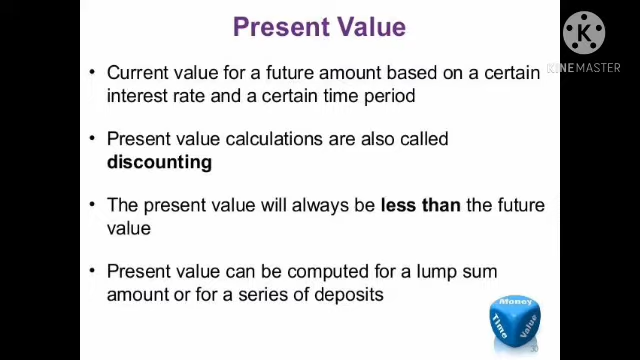 Present Value
K
KINEMASTER
• Current value for a future amount based on a certain
interest rate and a certain time period
• Present value calculations are also called
discounting
• The present value will always be less than the future
value
• Present value can be computed for a lump sum
amount or for a series of deposits
Money
Time
Value